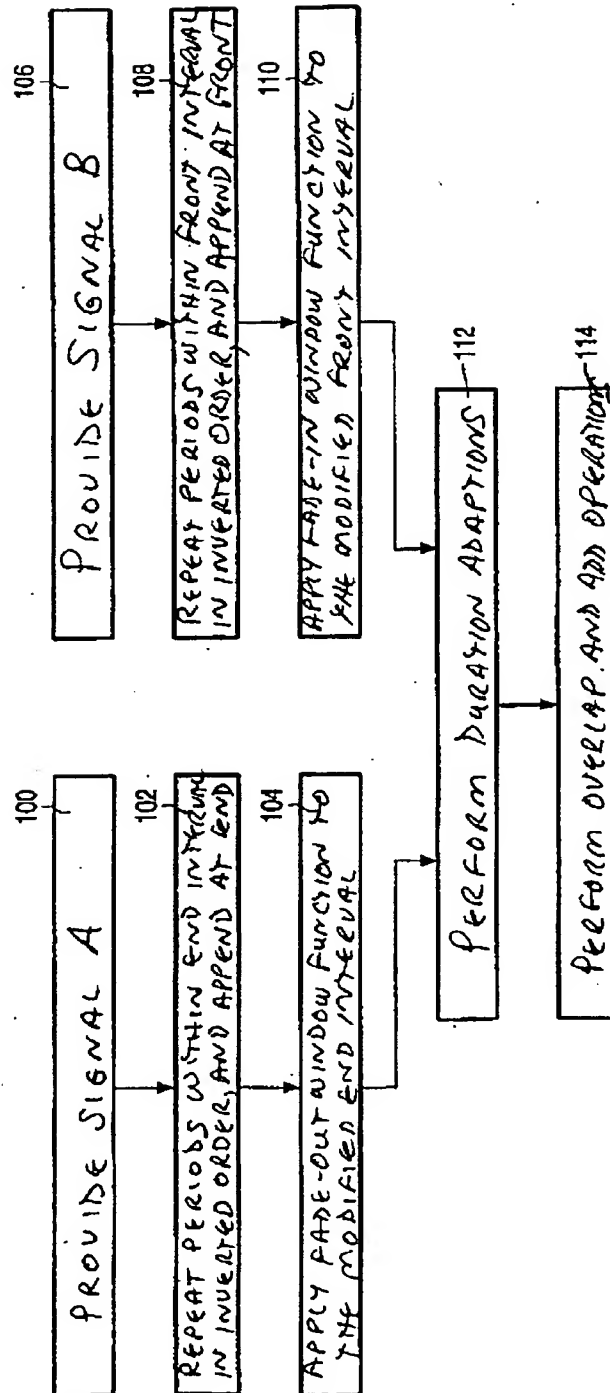 100
PROVIDE SIGNAL A
102
REPEAT PERIODS WITHIN END INTERVAL
IN INVERTED ORDER, AND APPEND AT END
104
APPLY FADE-OUT WINDOW FUNCTION TO
THE MODIFIED END INTERVAL
106
PROVIDE SIGNAL B
108
REPEAT PERIODS WITHIN FRONT INTERVAL
IN INVERTED ORDER, AND APPEND AT FRONT
110
APPLY FADE-IN WINDOW FUNCTION TO
THE MODIFIED FRONT INTERVAL
PERFORM DURATION ADAPTIONS
112
PERFORM OVERLAP AND ADD OPERATIONS
114